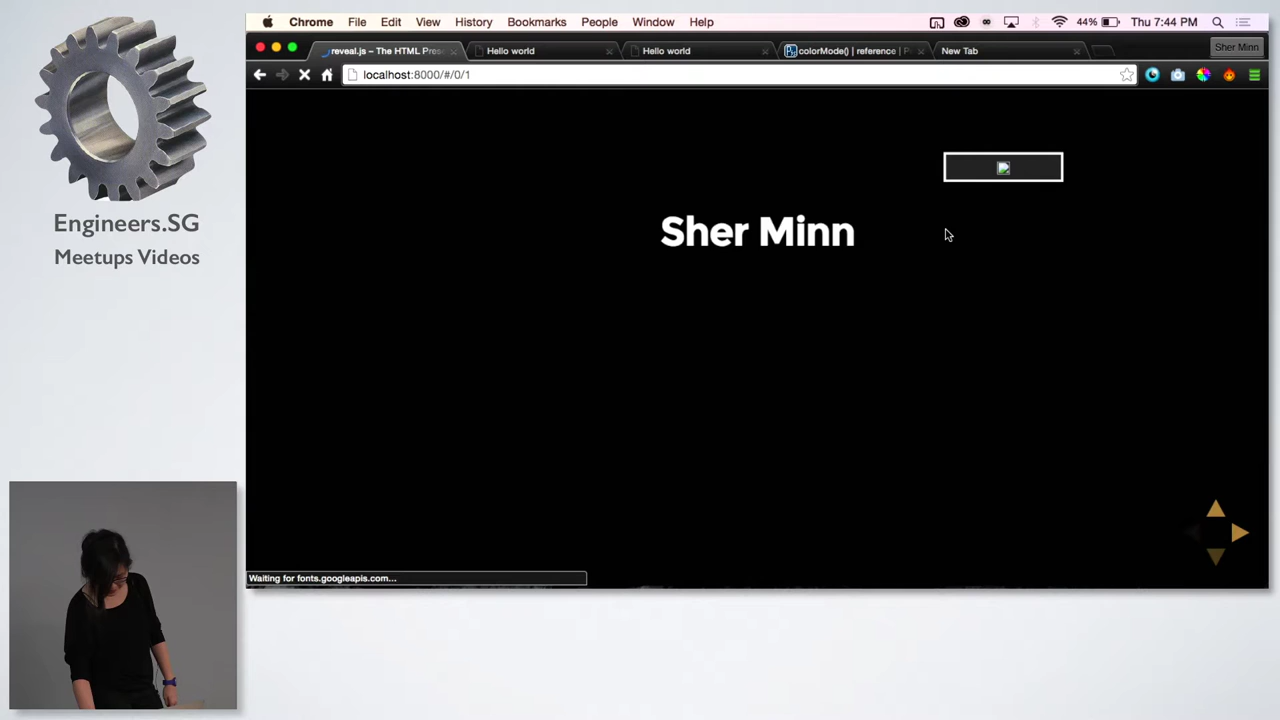 Chrome File Edit View History Bookmarks People Window Help 44% Thu 7:44 PM
reveal.js – The HTML Pres Hello world Hello world colorMode() | reference | P New Tab Sher Minn
localhost:8000/#/0/1
Sher Minn
Engineers.SG
Meetups Videos
Waiting for fonts.googleapis.com...